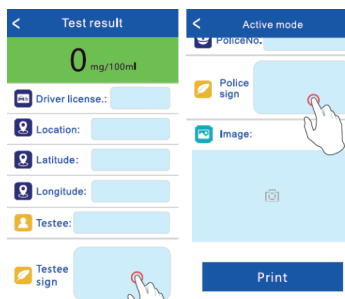 Test result
0 mg/100ml
Driver license.:
Location:
Latitude:
Longitude:
Testee:
Testee
sign
Active mode
PoliceNo.
Police
sign
Image:
Print